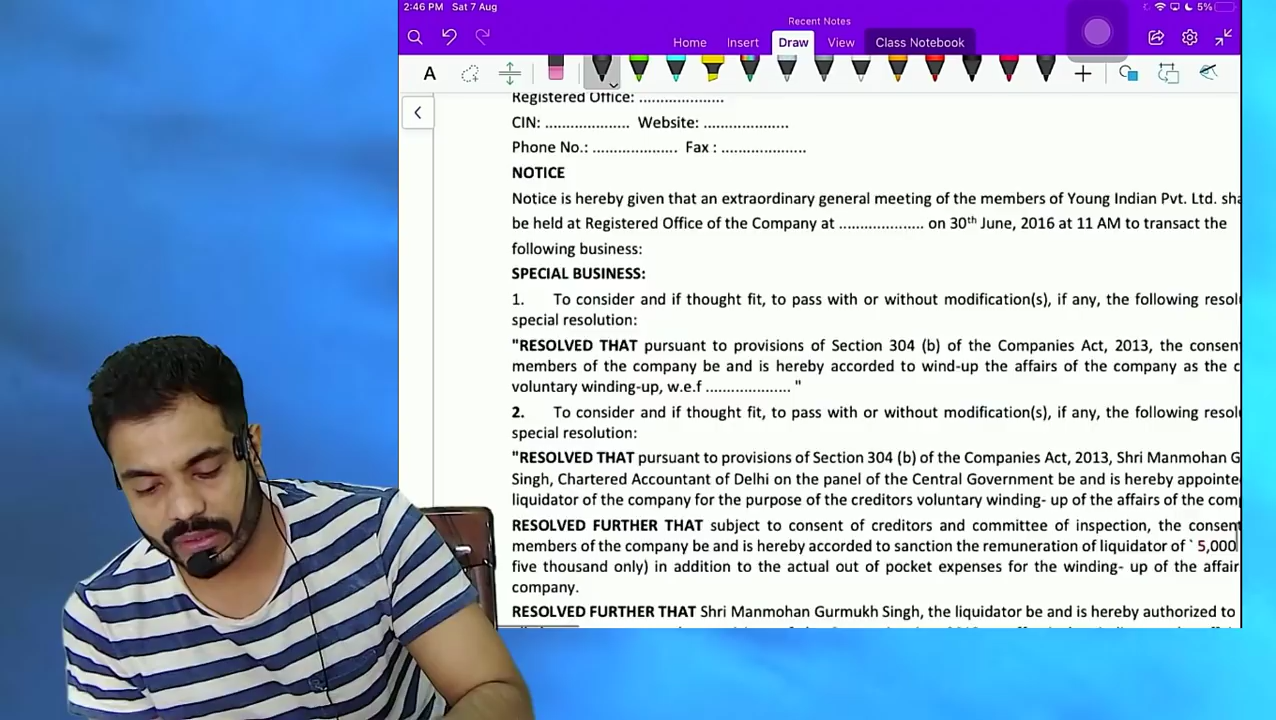 2:46 PM Sat 7 Aug
5%
Recent Notes
Home Insert Draw View Class Notebook
A
Registered Office: ....................
CIN: .................... Website: ....................
Phone No.: .................... Fax : ....................
NOTICE
Notice is hereby given that an extraordinary general meeting of the members of Young Indian Pvt. Ltd. sha
be held at Registered Office of the Company at .................... on 30th June, 2016 at 11 AM to transact the
following business:
SPECIAL BUSINESS:
1. To consider and if thought fit, to pass with or without modification(s), if any, the following resol
special resolution:
"RESOLVED THAT pursuant to provisions of Section 304 (b) of the Companies Act, 2013, the consen
members of the company be and is hereby accorded to wind-up the affairs of the company as the c
voluntary winding-up, w.e.f .................... "
2. To consider and if thought fit, to pass with or without modification(s), if any, the following resol
special resolution:
"RESOLVED THAT pursuant to provisions of Section 304 (b) of the Companies Act, 2013, Shri Manmohan G
Singh, Chartered Accountant of Delhi on the panel of the Central Government be and is hereby appointe
liquidator of the company for the purpose of the creditors voluntary winding- up of the affairs of the com
RESOLVED FURTHER THAT subject to consent of creditors and committee of inspection, the consen
members of the company be and is hereby accorded to sanction the remuneration of liquidator of ` 5,000
five thousand only) in addition to the actual out of pocket expenses for the winding- up of the affair
company.
RESOLVED FURTHER THAT Shri Manmohan Gurmukh Singh, the liquidator be and is hereby authorized to